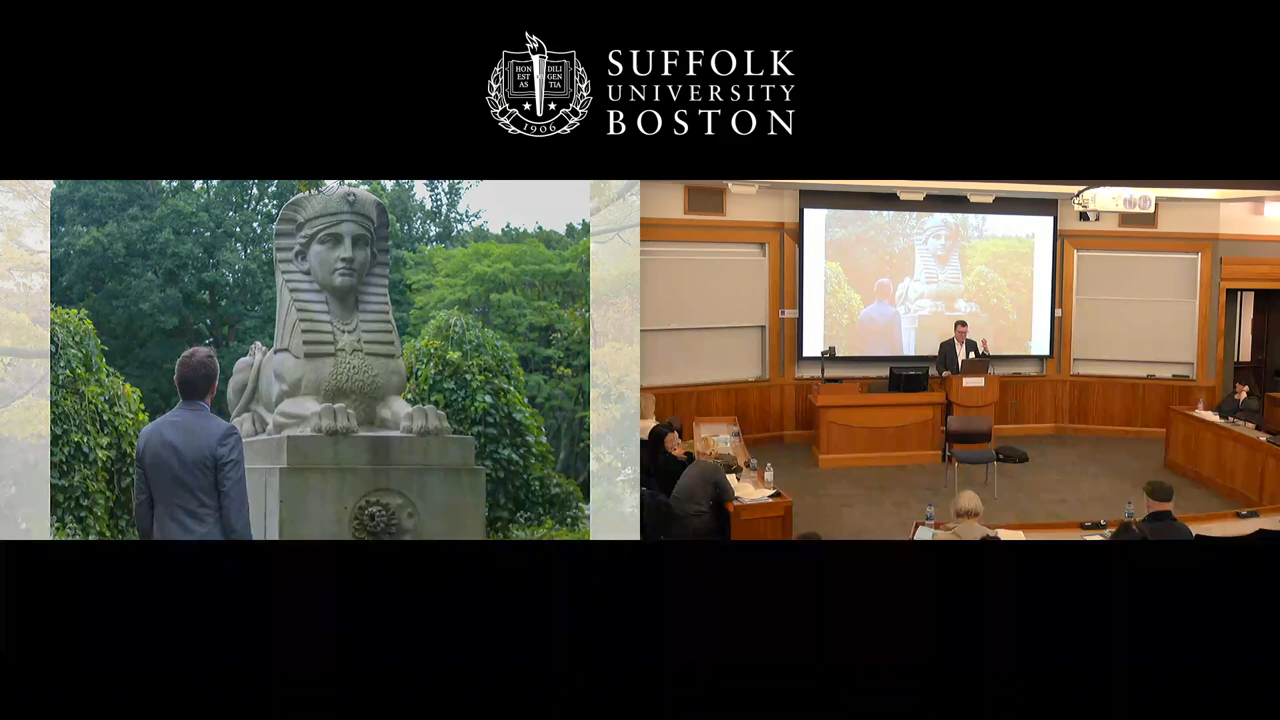 HON
EST
AS
DILI
GEN
TIA
1906
SUFFOLK
UNIVERSITY
BOSTON